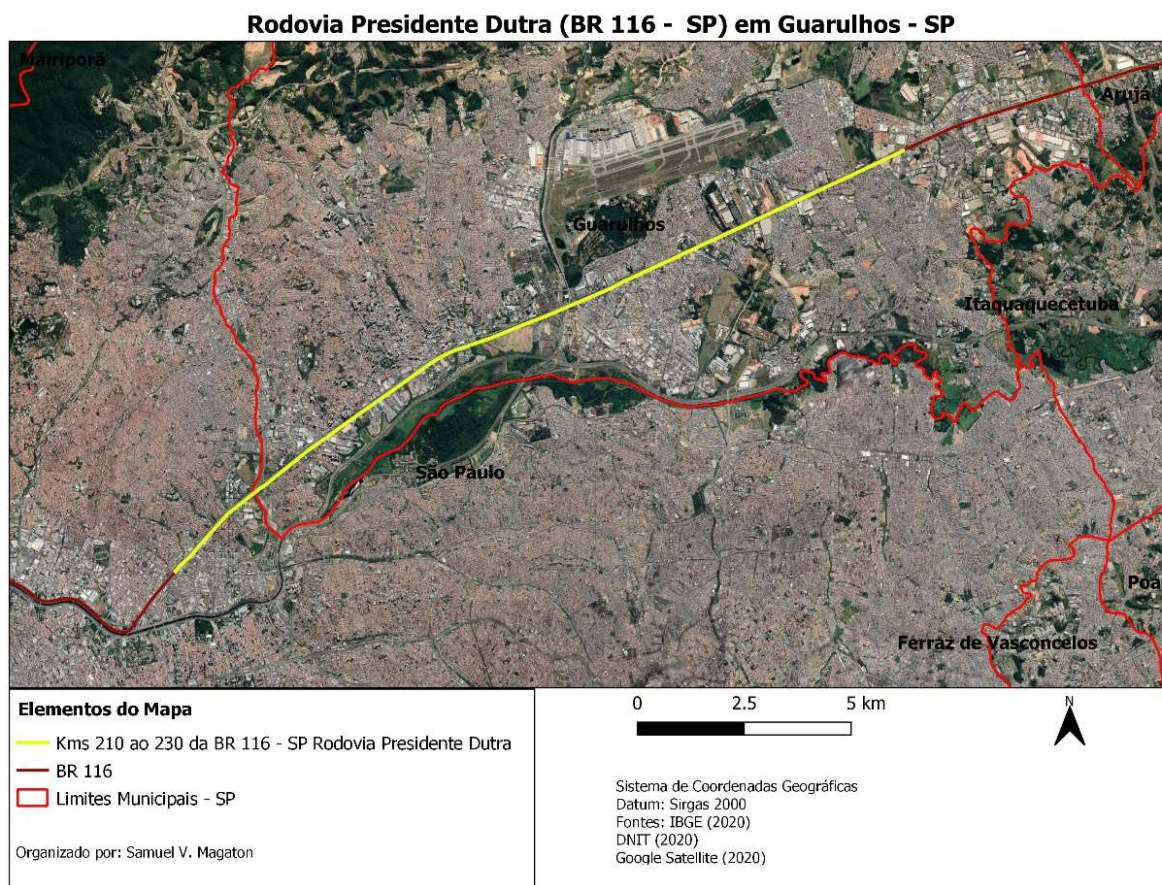 Rodovia Presidente Dutra (BR 116 - SP) em Guarulhos - SP
Mairiporã
Arujá
Guarulhos
Itaquaquecetuba
São Paulo
Poa
Ferraz de Vasconcelos
Elementos do Mapa
Kms 210 ao 230 da BR 116 - SP Rodovia Presidente Dutra
BR 116
Limites Municipais - SP
Organizado por: Samuel V. Magaton
0 2.5 5 km
N
Sistema de Coordenadas Geográficas
Datum: Sirgas 2000
Fontes: IBGE (2020)
DNIT (2020)
Google Satellite (2020)